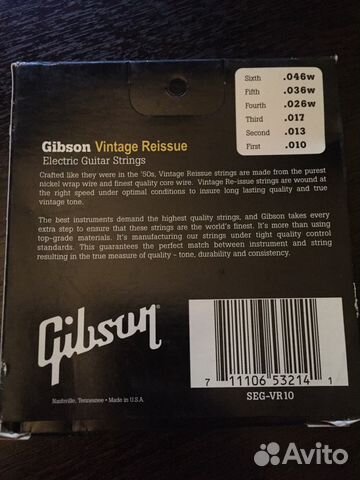 Sixth .046w
Fifth .036w
Fourth .026w
Third .017
Second .013
First .010
Gibson Vintage Reissue
Electric Guitar Strings
Crafted like they were in the '50s, Vintage Reissue strings are made from the purest
nickel wrap wire and finest quality core wire. Vintage Re-issue strings are wound at
the right speed under optimal conditions to insure long lasting quality and true
vintage tone.
The best instruments demand the highest quality strings, and Gibson takes every
extra step to ensure that these strings are the world's finest. It's more than using
top-grade materials. It's manufacturing our strings under tight quality control
standards. This guarantees the perfect match between instrument and string
resulting in the true measure of quality – tone, durability and consistency.
Gibson
Nashville, Tennessee • Made in U.S.A.
7 11106 53214 1
SEG-VR10
Avito